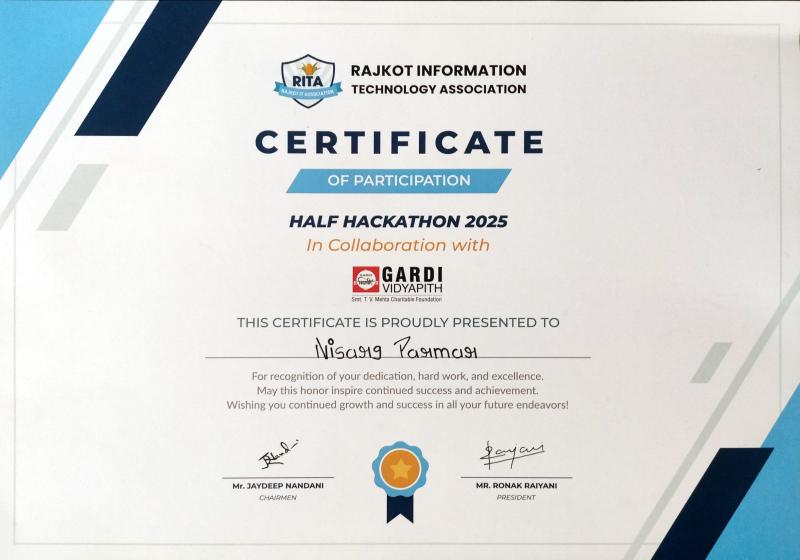 RITA
RAJKOT IT ASSOCIATION
RAJKOT INFORMATION
TECHNOLOGY ASSOCIATION
CERTIFICATE
OF PARTICIPATION
HALF HACKATHON 2025
In Collaboration with
GARDI
VIDYAPITH
Smt. T. V. Mehta Charitable Foundation
THIS CERTIFICATE IS PROUDLY PRESENTED TO
Nisarg Parmar
For recognition of your dedication, hard work, and excellence.
May this honor inspire continued success and achievement.
Wishing you continued growth and success in all your future endeavors!
Mr. JAYDEEP NANDANI
CHAIRMEN
MR. RONAK RAIYANI
PRESIDENT